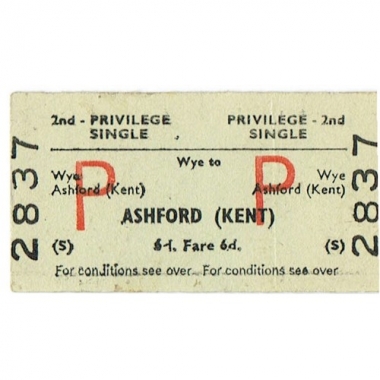 2nd - PRIVILEGE PRIVILEGE - 2nd
SINGLE SINGLE
Wye to
Wye Wye
Ashford (Kent) Ashford (Kent)
P P
ASHFORD (KENT)
(S) 6d. Fare 6d. (S)
For conditions see over For conditions see over
2837 2837